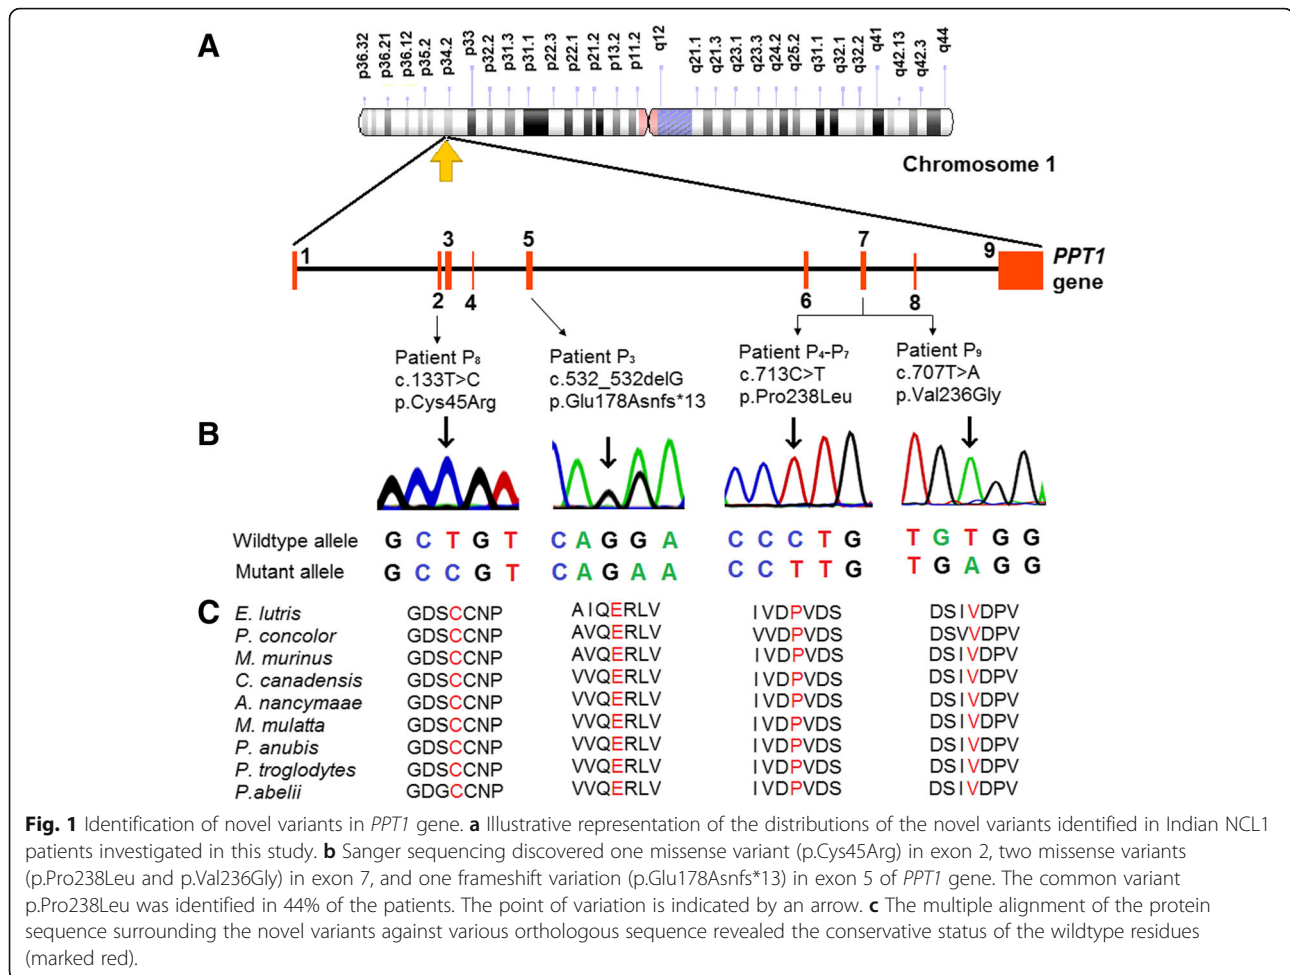 A
p36.32 p36.21 p36.12 p35.2 p34.2 p33 p32.2 p31.3 p31.1 p22.3 p22.1 p21.2 p13.2 p11.2 q12 q21.1 q21.3 q23.1 q23.3 q24.2 q25.2 q31.1 q32.1 q32.2 q41 q42.13 q42.3 q44
Chromosome 1
1 3 5 7 9 PPT1
gene
2 4 6 8
Patient P₈
c.133T>C
p.Cys45Arg
Patient P₃
c.532_532delG
p.Glu178Asnfs*13
Patient P₄-P₇
c.713C>T
p.Pro238Leu
Patient P₉
c.707T>A
p.Val236Gly
B
Wildtype allele G C T G T C A G G A C C C T G T G T G G
Mutant allele G C C G T C A G A A C C T T G T G A G G
C
E. lutris GDSCCNP AIQERLV IVDPVDS DSIVDPV
P. concolor GDSCCNP AVQERLV VVDPVDS DSVVDPV
M. murinus GDSCCNP AVQERLV IVDPVDS DSIVDPV
C. canadensis GDSCCNP VVQERLV IVDPVDS DSIVDPV
A. nancymaae GDSCCNP VVQERLV IVDPVDS DSIVDPV
M. mulatta GDSCCNP VVQERLV IVDPVDS DSIVDPV
P. anubis GDSCCNP VVQERLV IVDPVDS DSIVDPV
P. troglodytes GDSCCNP VVQERLV IVDPVDS DSIVDPV
P.abelii GDGCCNP VVQERLV IVDPVDS DSIVDPV
Fig. 1 Identification of novel variants in PPT1 gene. a Illustrative representation of the distributions of the novel variants identified in Indian NCL1
patients investigated in this study. b Sanger sequencing discovered one missense variant (p.Cys45Arg) in exon 2, two missense variants
(p.Pro238Leu and p.Val236Gly) in exon 7, and one frameshift variation (p.Glu178Asnfs*13) in exon 5 of PPT1 gene. The common variant
p.Pro238Leu was identified in 44% of the patients. The point of variation is indicated by an arrow. c The multiple alignment of the protein
sequence surrounding the novel variants against various orthologous sequence revealed the conservative status of the wildtype residues
(marked red).